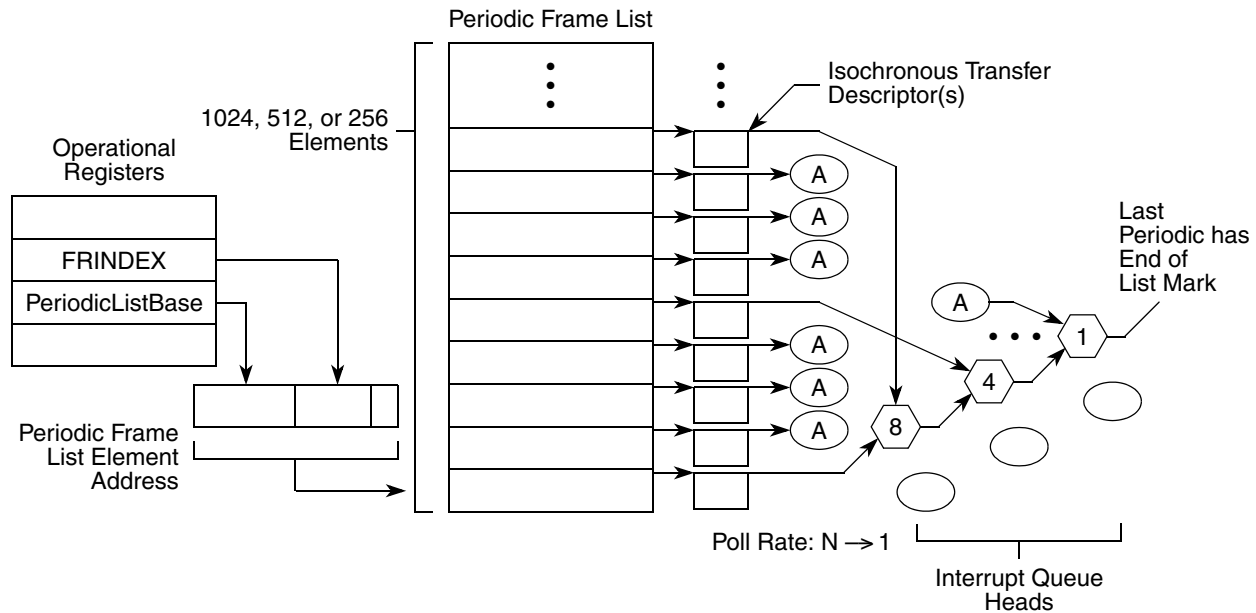 Periodic Frame List
Isochronous Transfer
Descriptor(s)
1024, 512, or 256
Elements
Operational
Registers
FRINDEX
PeriodicListBase
Periodic Frame
List Element
Address
A
A
A
A
A
A
A
8
4
1
Last
Periodic has
End of
List Mark
Poll Rate: N → 1
Interrupt Queue
Heads